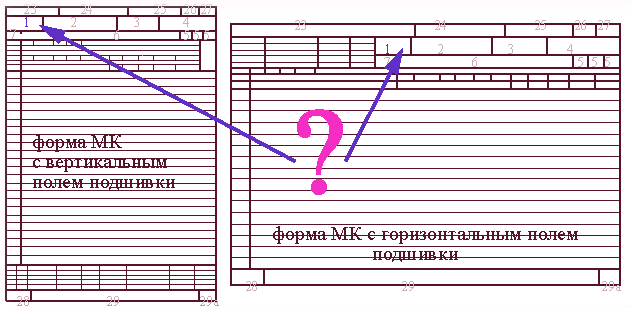 23 24 25 26 27
1 2 3 4
7 6 5 5 5
форма МК
с вертикальным
полем подшивки
28 29 29а
23 24 25 26 27
1 2 3 4
7 6 5 5 5
?
форма МК с горизонтальным полем
подшивки
28 29 29а